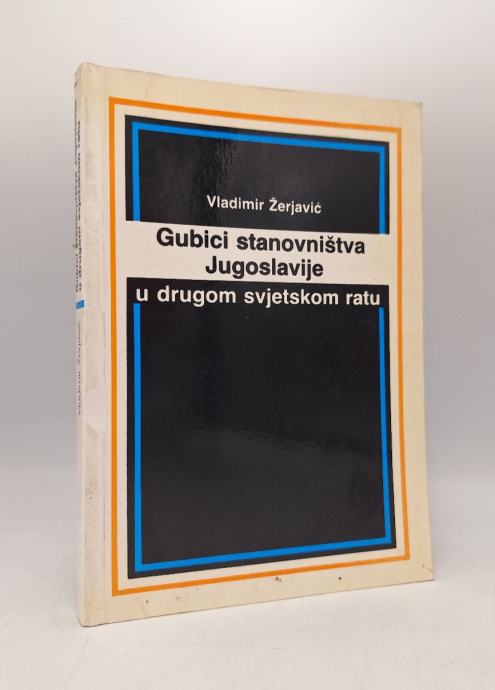 Vladimir Žerjavić
Gubici stanovništva
Jugoslavije
u drugom svjetskom ratu